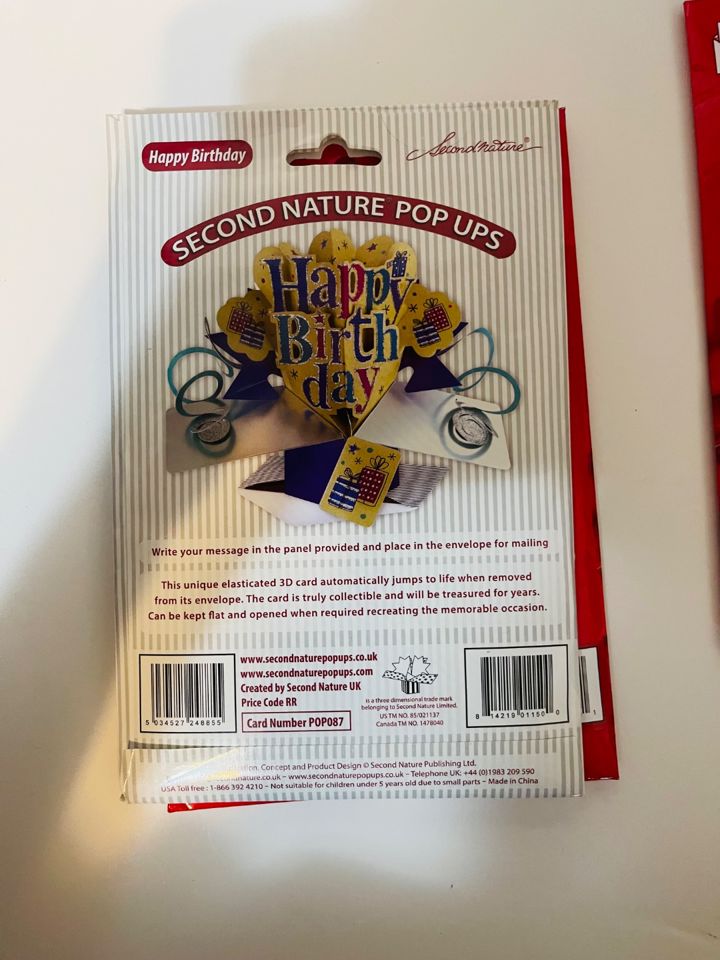 Happy Birthday
Second Nature®
SECOND NATURE® POP UPS
Happy
Birth
day
Write your message in the panel provided and place in the envelope for mailing
This unique elasticated 3D card automatically jumps to life when removed
from its envelope. The card is truly collectible and will be treasured for years.
Can be kept flat and opened when required recreating the memorable occasion.
www.secondnaturepopups.co.uk
www.secondnaturepopups.com
Created by Second Nature UK
Price Code RR
Card Number POP087
5 034527 248855
is a three dimensional trade mark
belonging to Second Nature Limited.
US TM NO. 85/021137
Canada TM NO. 1478040
8 14219 01150 0
1
Concept and Product Design © Second Nature Publishing Ltd.
– www.secondnaturepopups.co.uk – Telephone UK: +44 (0)1983 209 590
USA Toll free : 1-866 392 4210 – Not suitable for children under 5 years old due to small parts – Made in China